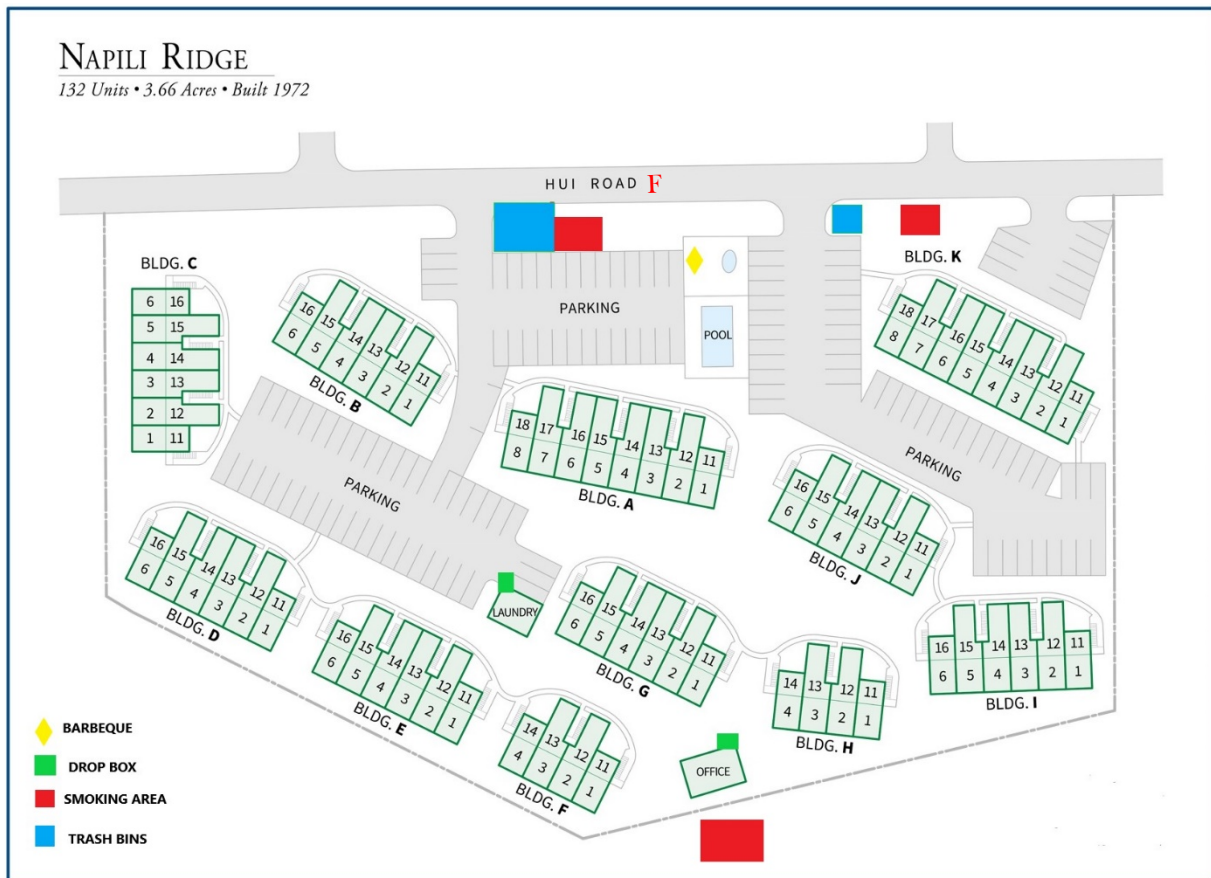 NAPILI RIDGE
132 Units • 3.66 Acres • Built 1972
HUI ROAD F
BLDG. C
6 16
5 15
4 14
3 13
2 12
1 11
16 15 14 13 12 11
6 5 4 3 2 1
BLDG. B
PARKING
POOL
BLDG. K
18 17 16 15 14 13 12 11
8 7 6 5 4 3 2 1
18 17 16 15 14 13 12 11
8 7 6 5 4 3 2 1
BLDG. A
PARKING
PARKING
16 15 14 13 12 11
6 5 4 3 2 1
BLDG. J
16 15 14 13 12 11
6 5 4 3 2 1
BLDG. D
LAUNDRY
16 15 14 13 12 11
6 5 4 3 2 1
BLDG. E
16 15 14 13 12 11
6 5 4 3 2 1
BLDG. G
14 13 12 11
4 3 2 1
BLDG. H
16 15 14 13 12 11
6 5 4 3 2 1
BLDG. I
14 13 12 11
4 3 2 1
BLDG. F
OFFICE
BARBEQUE
DROP BOX
SMOKING AREA
TRASH BINS